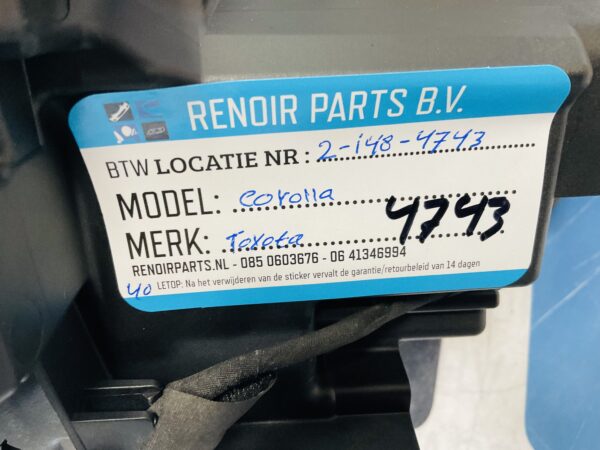 RENOIR PARTS B.V.
BTW LOCATIE NR : 2-i48-4743
MODEL: corolla
MERK: Toyota 4743
RENOIRPARTS.NL - 085 0603676 - 06 41346994
40 LETOP: Na het verwijderen van de sticker vervalt de garantie/retourbeleid van 14 dagen